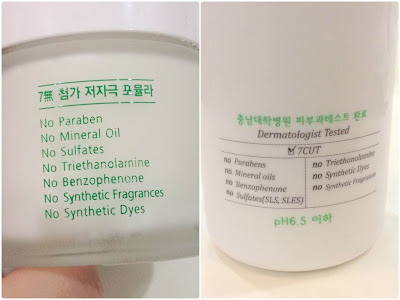 7無 첨가 저자극 포뮬라
No Paraben
No Mineral Oil
No Sulfates
No Triethanolamine
No Benzophenone
No Synthetic Fragrances
No Synthetic Dyes
충남대학병원 피부과테스트 완료
Dermatologist Tested
7CUT
no Parabens
no Mineral oils
no Benzophenone
no Sulfates(SLS, SLES)
no Triethanolamine
no Synthetic Dyes
no Synthetic Fragrances
pH6.5 이하